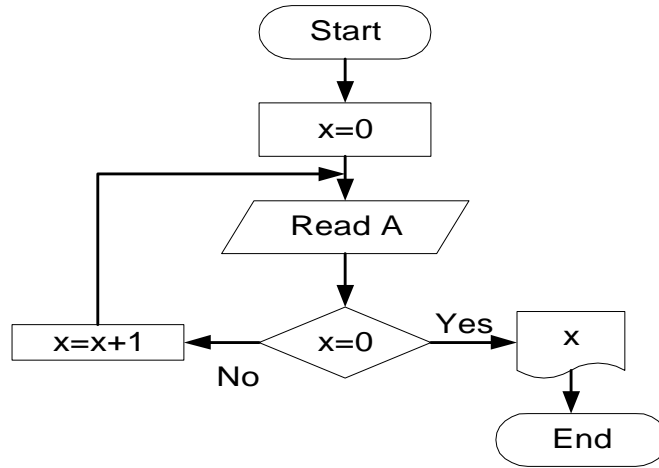 Start
x=0
Read A
x=0
Yes
No
x=x+1
x
End